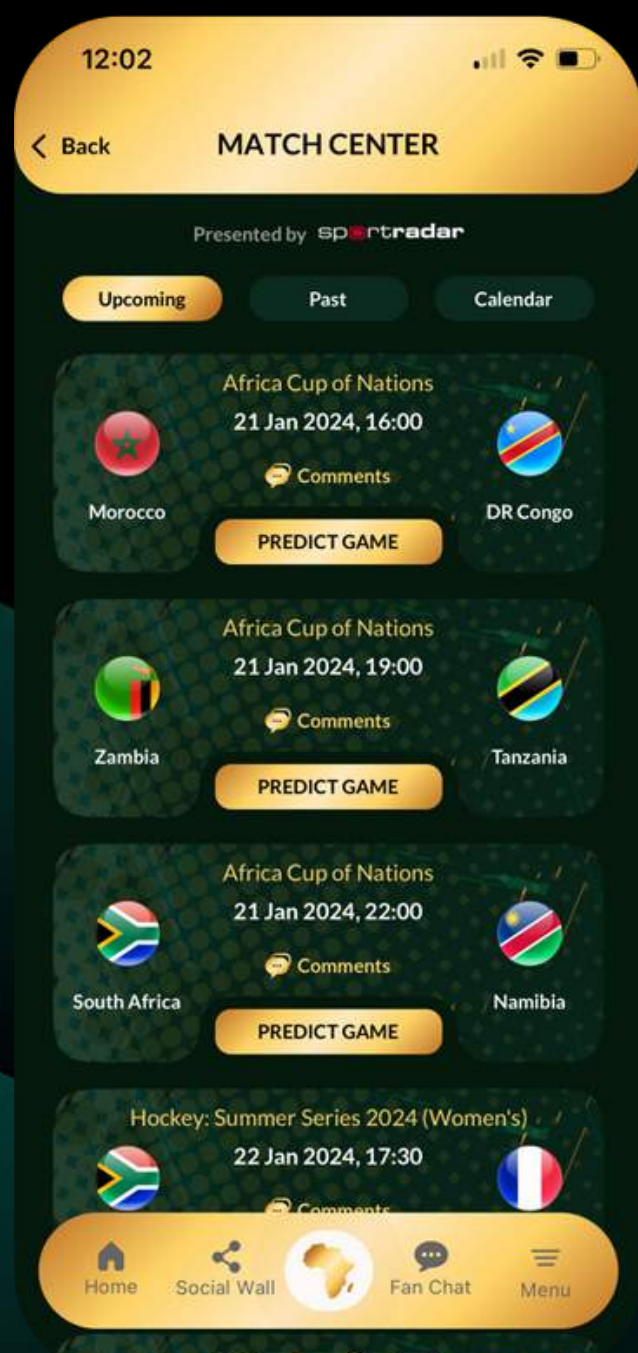 12:02
Back
MATCH CENTER
Presented by sportradar
Upcoming Past Calendar
Africa Cup of Nations
21 Jan 2024, 16:00
Comments
Morocco DR Congo
PREDICT GAME
Africa Cup of Nations
21 Jan 2024, 19:00
Comments
Zambia Tanzania
PREDICT GAME
Africa Cup of Nations
21 Jan 2024, 22:00
Comments
South Africa Namibia
PREDICT GAME
Hockey: Summer Series 2024 (Women's)
22 Jan 2024, 17:30
Comments
Home Social Wall Fan Chat Menu